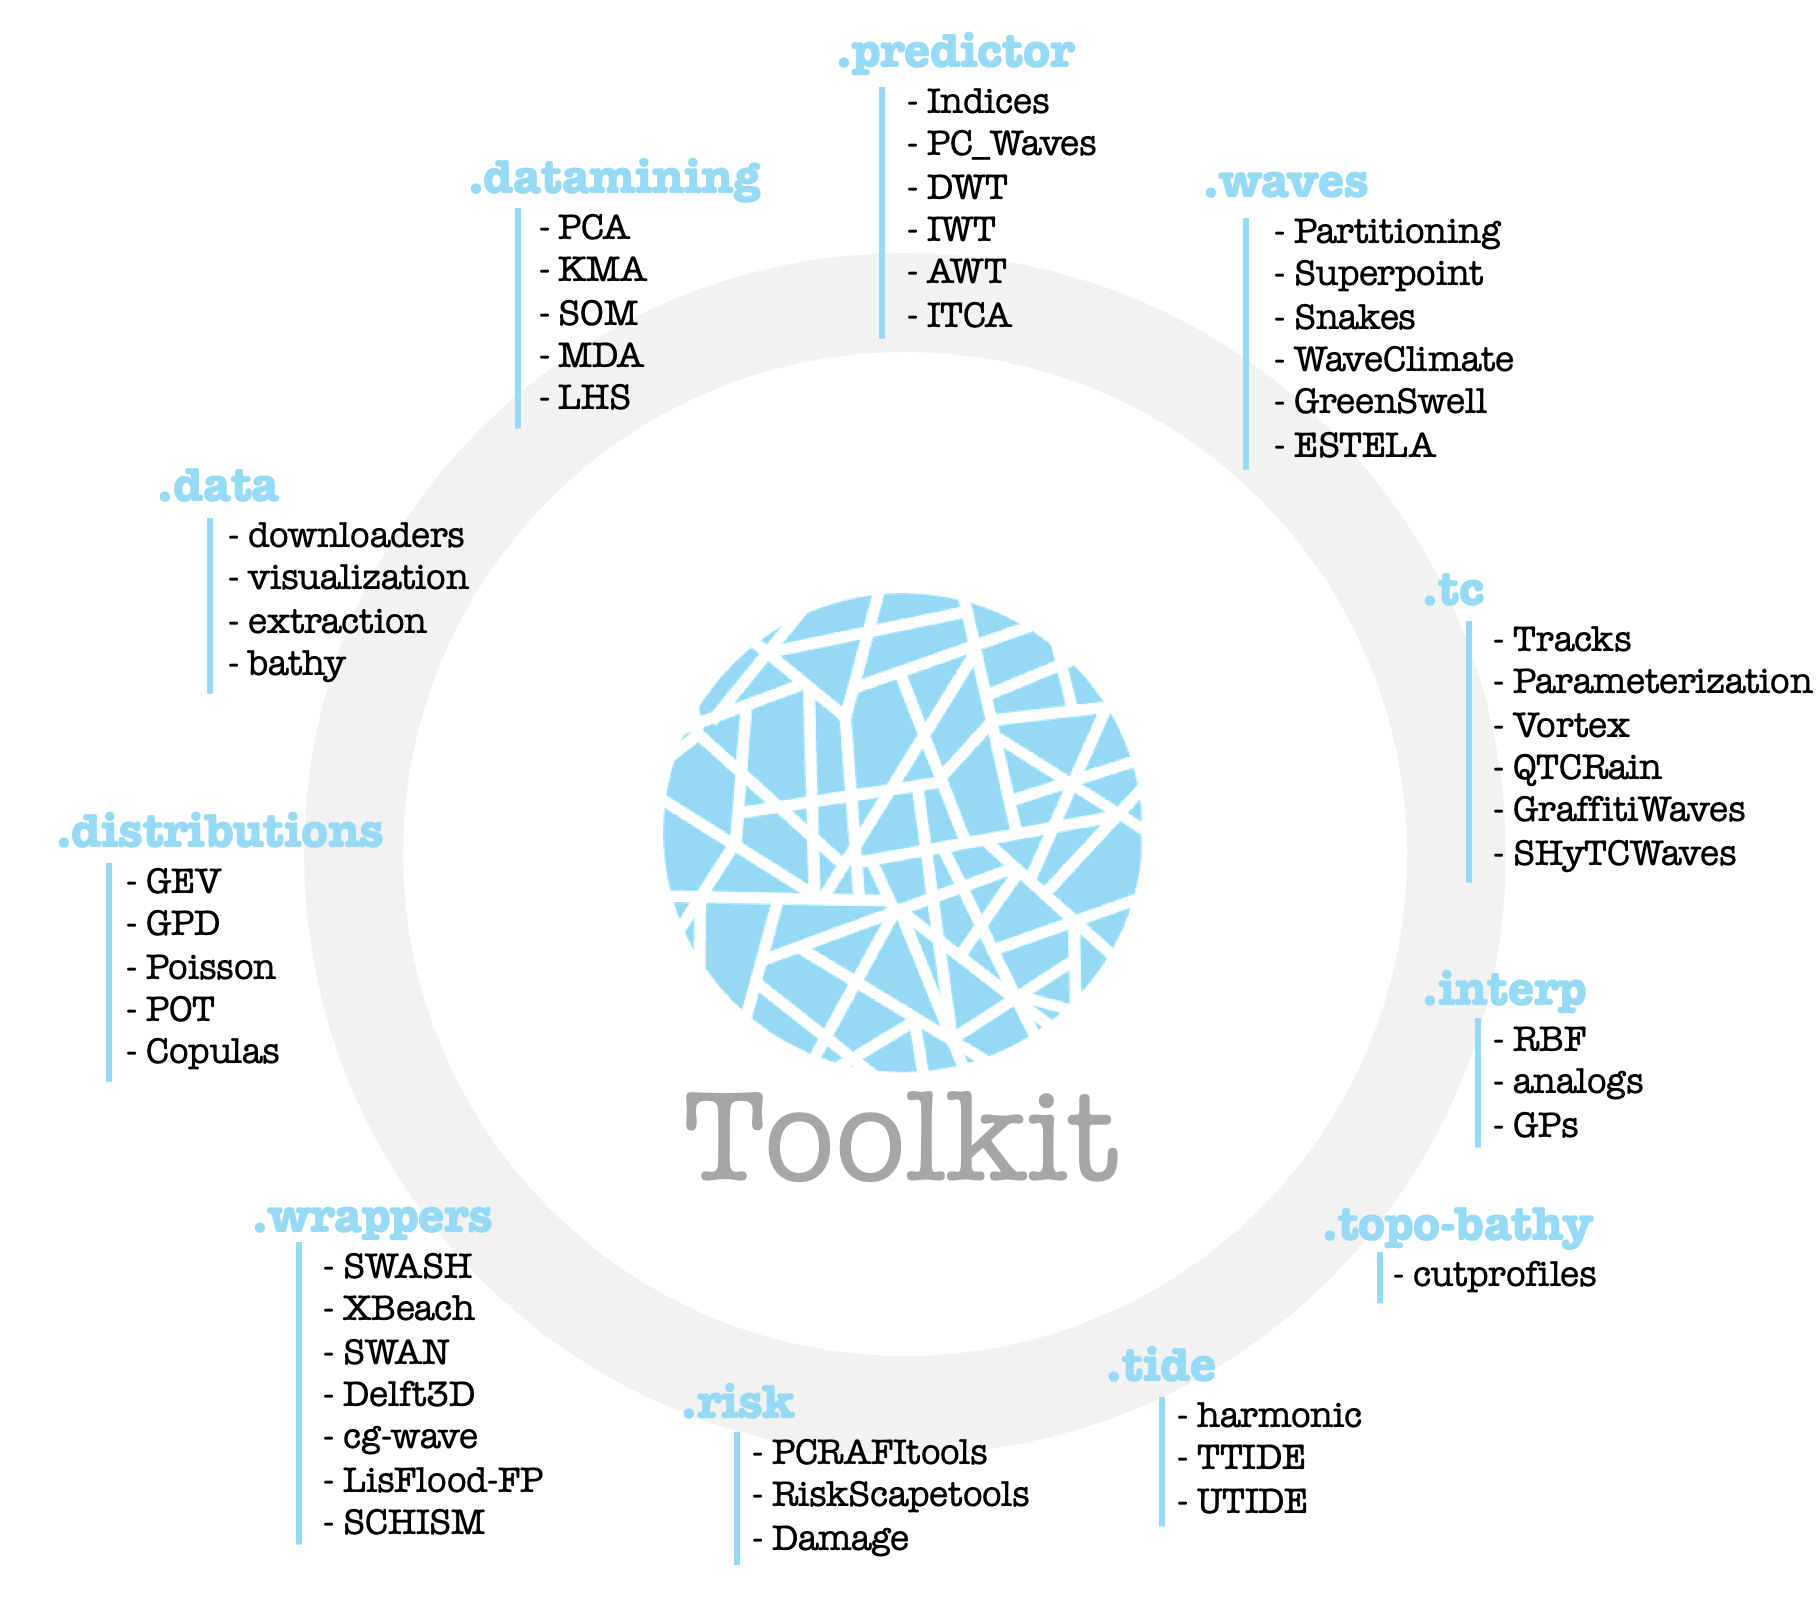 .predictor
- Indices
- PC_Waves
- DWT
- IWT
- AWT
- ITCA
.datamining
- PCA
- KMA
- SOM
- MDA
- LHS
.waves
- Partitioning
- Superpoint
- Snakes
- WaveClimate
- GreenSwell
- ESTELA
.data
- downloaders
- visualization
- extraction
- bathy
.tc
- Tracks
- Parameterization
- Vortex
- QTCRain
- GraffitiWaves
- SHyTCWaves
.distributions
- GEV
- GPD
- Poisson
- POT
- Copulas
.interp
- RBF
- analogs
- GPs
Toolkit
.wrappers
- SWASH
- XBeach
- SWAN
- Delft3D
- cg-wave
- LisFlood-FP
- SCHISM
.topo-bathy
- cutprofiles
.risk
- PCRAFItools
- RiskScapetools
- Damage
.tide
- harmonic
- TTIDE
- UTIDE